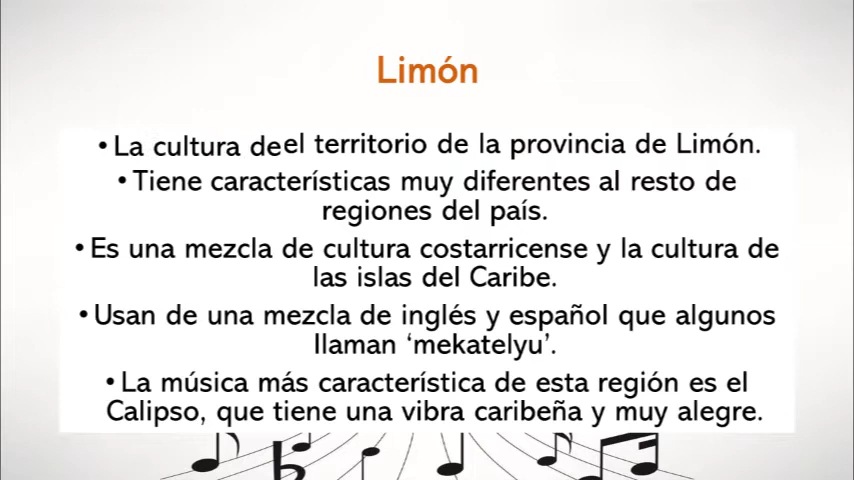 Limón
•La cultura deel territorio de la provincia de Limón.
•Tiene características muy diferentes al resto de
regiones del país.
•Es una mezcla de cultura costarricense y la cultura de
las islas del Caribe.
•Usan de una mezcla de inglés y español que algunos
llaman ‘mekatelyu’.
•La música más característica de esta región es el
Calipso, que tiene una vibra caribeña y muy alegre.